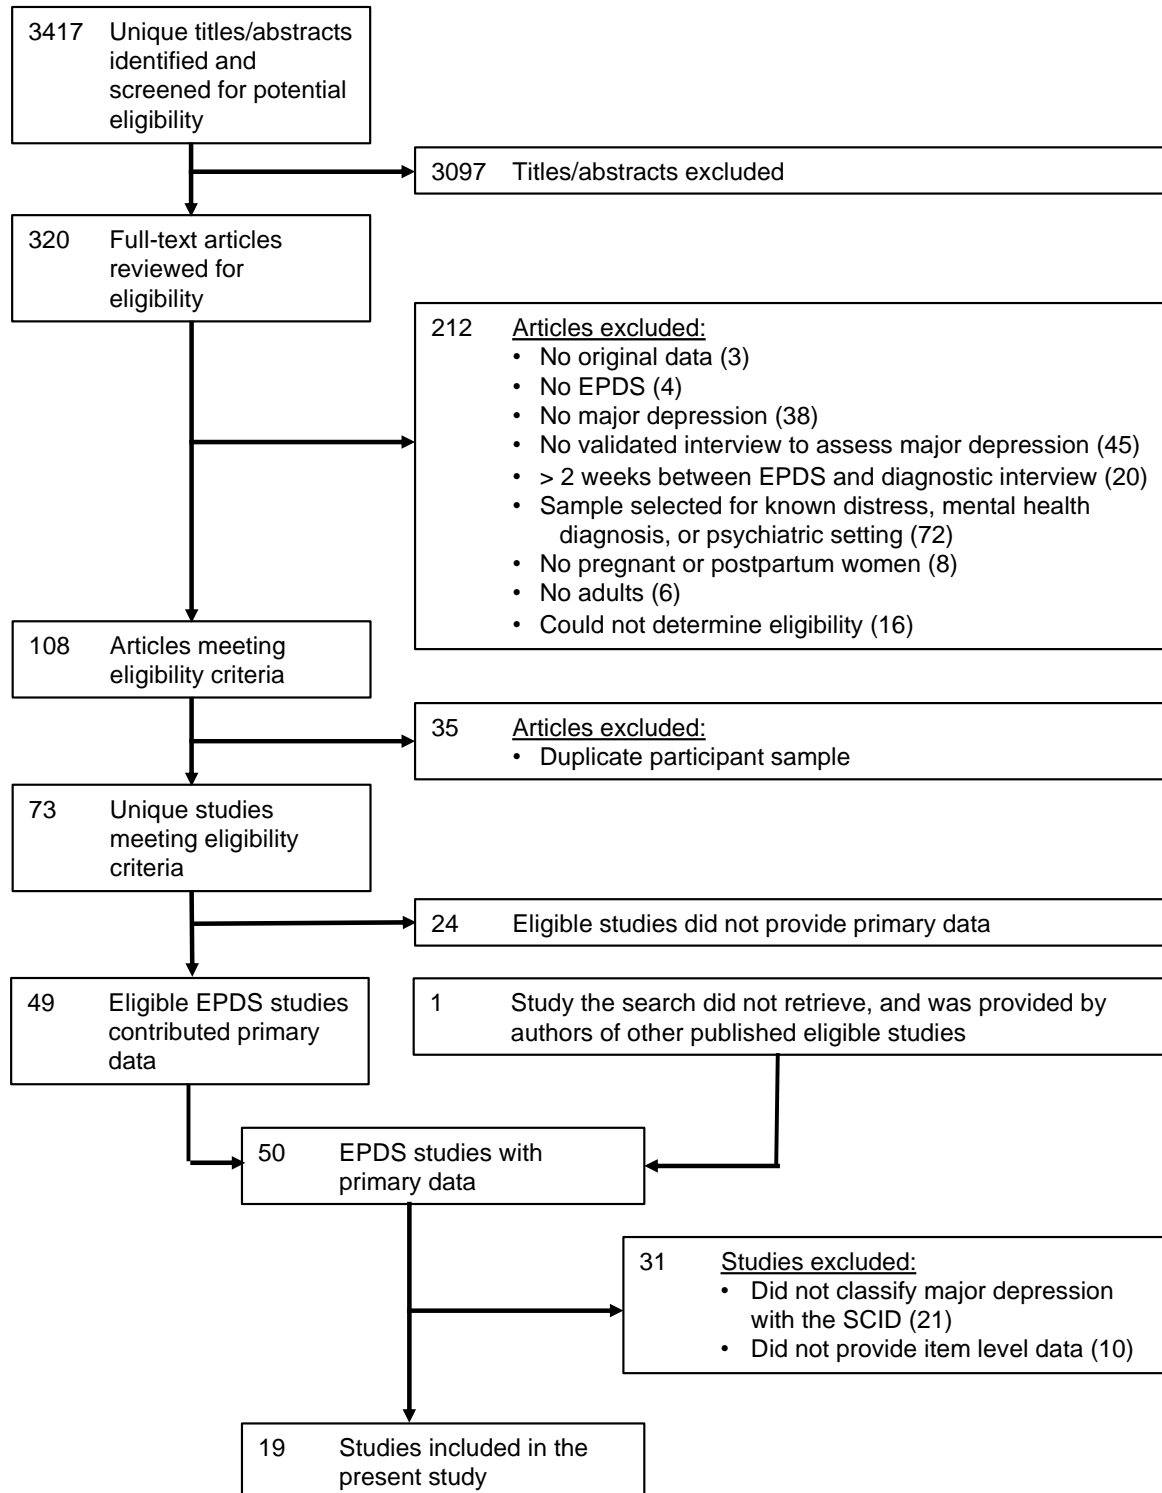 3417 Unique titles/abstracts
identified and
screened for potential
eligibility
3097 Titles/abstracts excluded
320 Full-text articles
reviewed for
eligibility
212 Articles excluded:
• No original data (3)
• No EPDS (4)
• No major depression (38)
• No validated interview to assess major depression (45)
• > 2 weeks between EPDS and diagnostic interview (20)
• Sample selected for known distress, mental health
diagnosis, or psychiatric setting (72)
• No pregnant or postpartum women (8)
• No adults (6)
• Could not determine eligibility (16)
108 Articles meeting
eligibility criteria
35 Articles excluded:
• Duplicate participant sample
73 Unique studies
meeting eligibility
criteria
24 Eligible studies did not provide primary data
49 Eligible EPDS studies
contributed primary
data
1 Study the search did not retrieve, and was provided by
authors of other published eligible studies
50 EPDS studies with
primary data
31 Studies excluded:
• Did not classify major depression
with the SCID (21)
• Did not provide item level data (10)
19 Studies included in the
present study